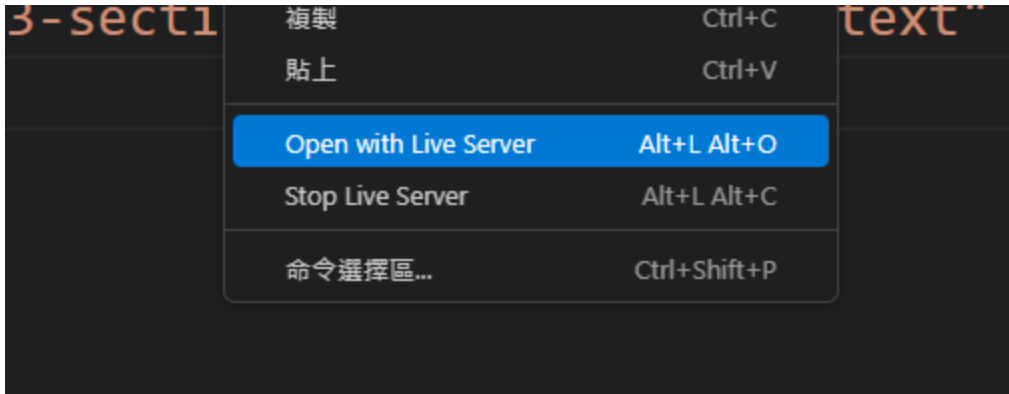 3-secti
複製 Ctrl+C
text"
貼上 Ctrl+V
Open with Live Server Alt+L Alt+O
Stop Live Server Alt+L Alt+C
命令選擇區... Ctrl+Shift+P